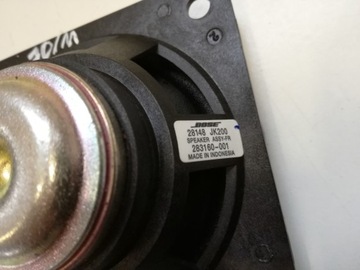 BOSE
28148 JK200
SPEAKER ASSY-FR
283160-001
MADE IN INDONESIA